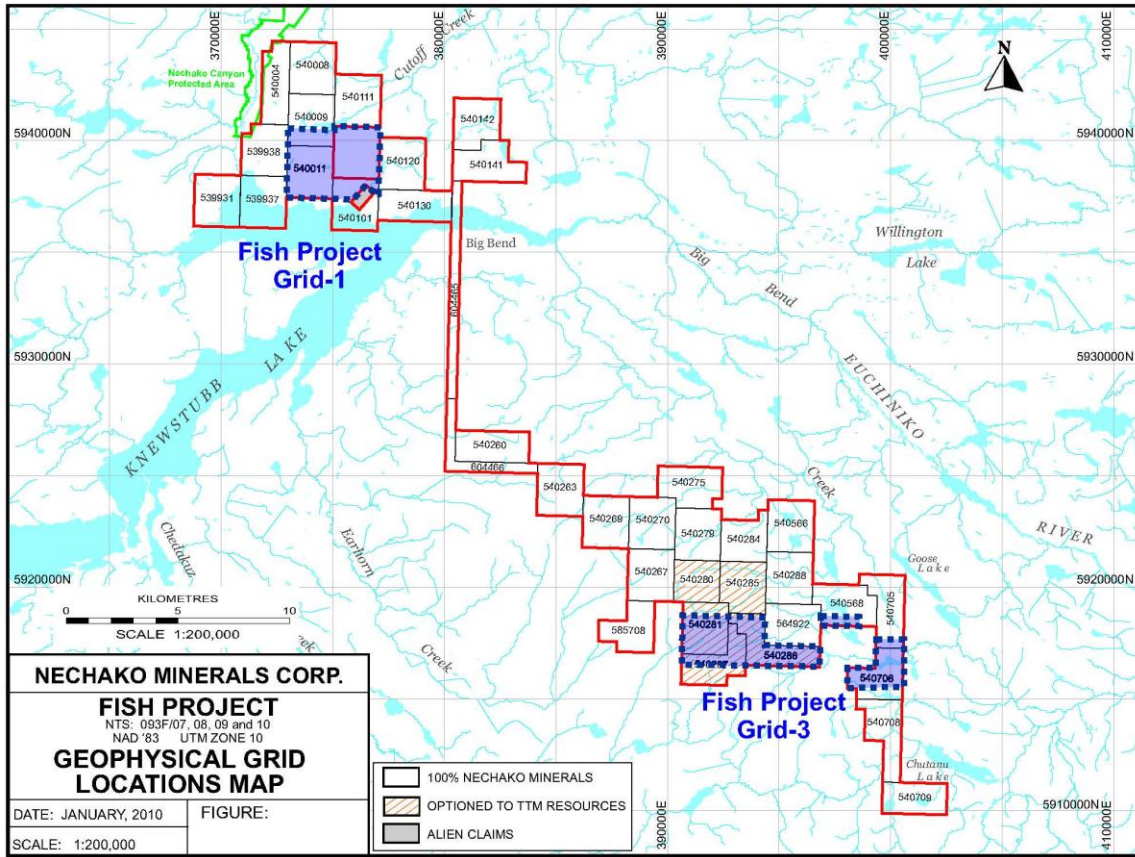 370000E
380000E
390000E
400000E
410000E
N
Cutoff Creek
Nechako Canyon
Protected Area
540004
540008
540111
540009
540142
5940000N
5940000N
539938
540011
540120
540141
539931
539937
540101
540130
Fish Project
Grid-1
Big Bend
Willington
Lake
Big
Bend
604465
5930000N
5930000N
KNEWSTUBB LAKE
EUCHINIKO
540260
604466
540263
540275
Creek
540269
540270
540279
540284
540566
RIVER
Chedakuz
Earhorn
Goose
Lake
540267
540280
540285
540288
5920000N
5920000N
540568
540705
KILOMETRES
0 5 10
SCALE 1:200,000
585708
540281
564922
540286
540706
Creek
Fish Project
Grid-3
540708
Chutanu
Lake
540709
5910000N
390000E
410000E
NECHAKO MINERALS CORP.
FISH PROJECT
NTS: 093F/07, 08, 09 and 10
NAD '83 UTM ZONE 10
GEOPHYSICAL GRID
LOCATIONS MAP
DATE: JANUARY, 2010
FIGURE:
SCALE: 1:200,000
100% NECHAKO MINERALS
OPTIONED TO TTM RESOURCES
ALIEN CLAIMS